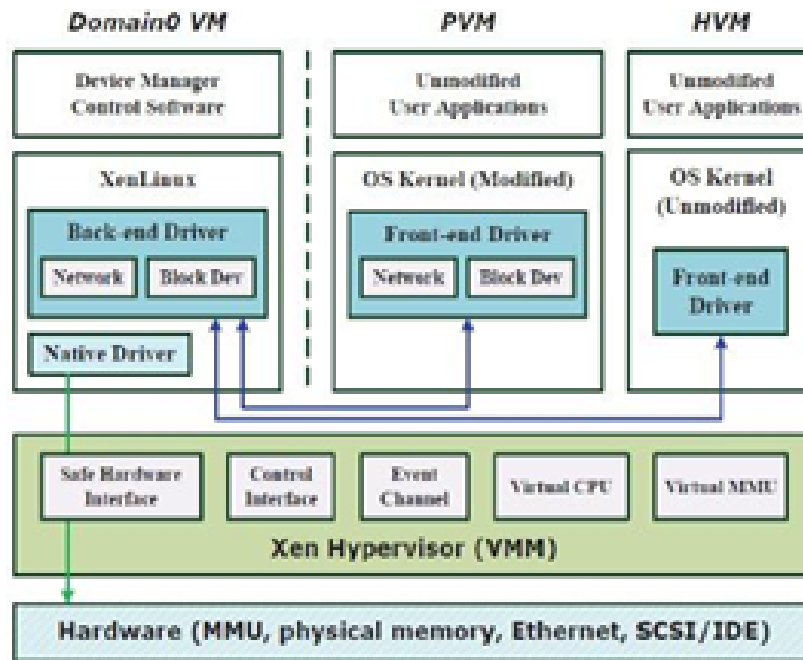 Domain0 VM
PVM
HVM
Device Manager
Control Software
Unmodified
User Applications
Unmodified
User Applications
XenLinux
Back-end Driver
Network
Block Dev
Native Driver
OS Kernel (Modified)
Front-end Driver
Network
Block Dev
OS Kernel
(Unmodified)
Front-end
Driver
Safe Hardware
Interface
Control
Interface
Event
Channel
Virtual CPU
Virtual MMU
Xen Hypervisor (VMM)
Hardware (MMU, physical memory, Ethernet, SCSI/IDE)